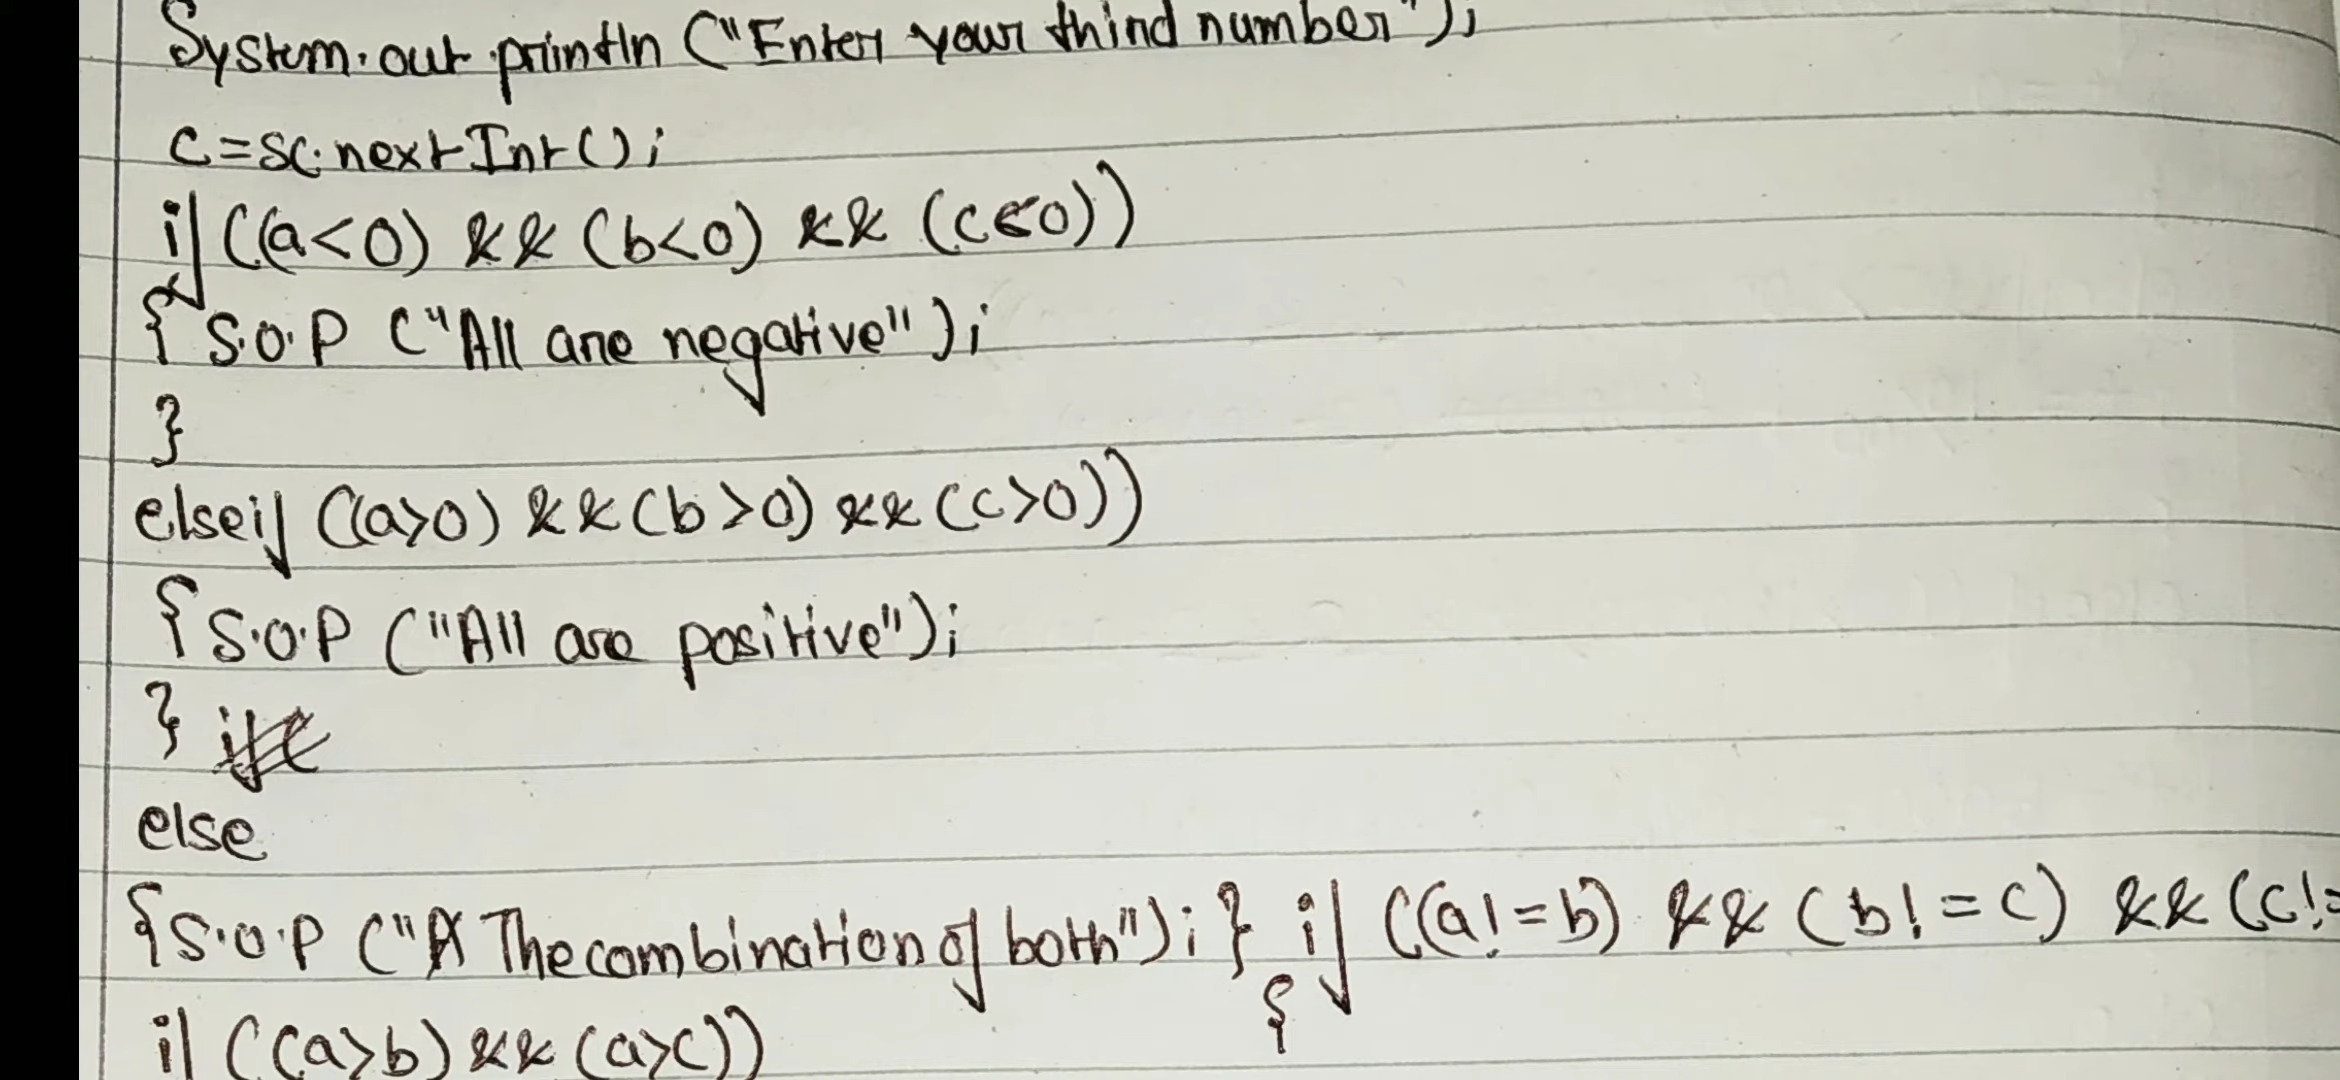 System.out.println ("Enter your third number");
c=sc.nextInt();
if ((a<0) && (b<0) && (c<0))
{ S.O.P ("All are negative");
}
elseif ((a>0) && (b>0) && (c>0))
{ S.O.P ("All are positive");
}
else
{S.O.P ("The combination of both"); } if ((a!=b) && (b!=c) && (c!=
{
if ((a>b) && (a>c))